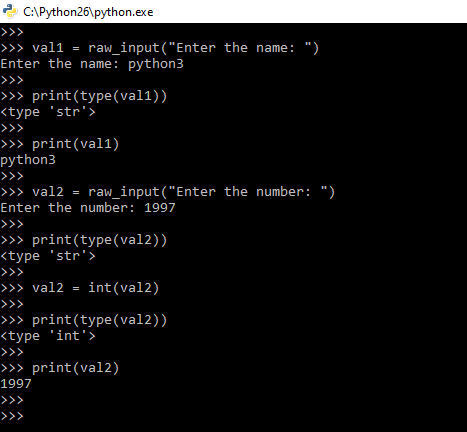 C:\Python26\python.exe
>>>
>>> val1 = raw_input("Enter the name: ")
Enter the name: python3
>>>
>>> print(type(val1))
<type 'str'>
>>>
>>> print(val1)
python3
>>>
>>> val2 = raw_input("Enter the number: ")
Enter the number: 1997
>>>
>>> print(type(val2))
<type 'str'>
>>>
>>> val2 = int(val2)
>>>
>>> print(type(val2))
<type 'int'>
>>>
>>> print(val2)
1997
>>>
>>>